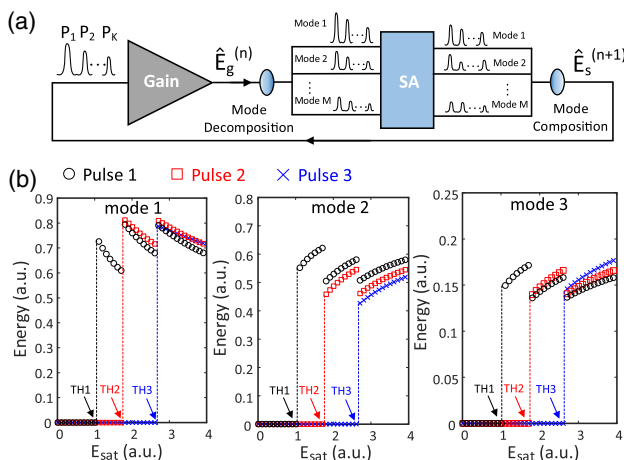 (a)
P1 P2 PK
Gain
Êg(n)
Mode
Decomposition
Mode 1
Mode 2
⋮
Mode M
SA
Mode 1
Mode 2
⋮
Mode M
Ês(n+1)
Mode
Composition
(b)
Pulse 1 Pulse 2 Pulse 3
mode 1
Energy (a.u.)
0.9
0.8
0.7
0.6
0.5
0.4
0.3
0.2
0.1
0
TH1 TH2 TH3
0 1 2 3 4
Esat (a.u.)
mode 2
Energy (a.u.)
0.8
0.7
0.6
0.5
0.4
0.3
0.2
0.1
0
TH1 TH2 TH3
0 1 2 3 4
Esat (a.u.)
mode 3
Energy (a.u.)
0.25
0.2
0.15
0.1
0.05
0
TH1 TH2 TH3
0 1 2 3 4
Esat (a.u.)